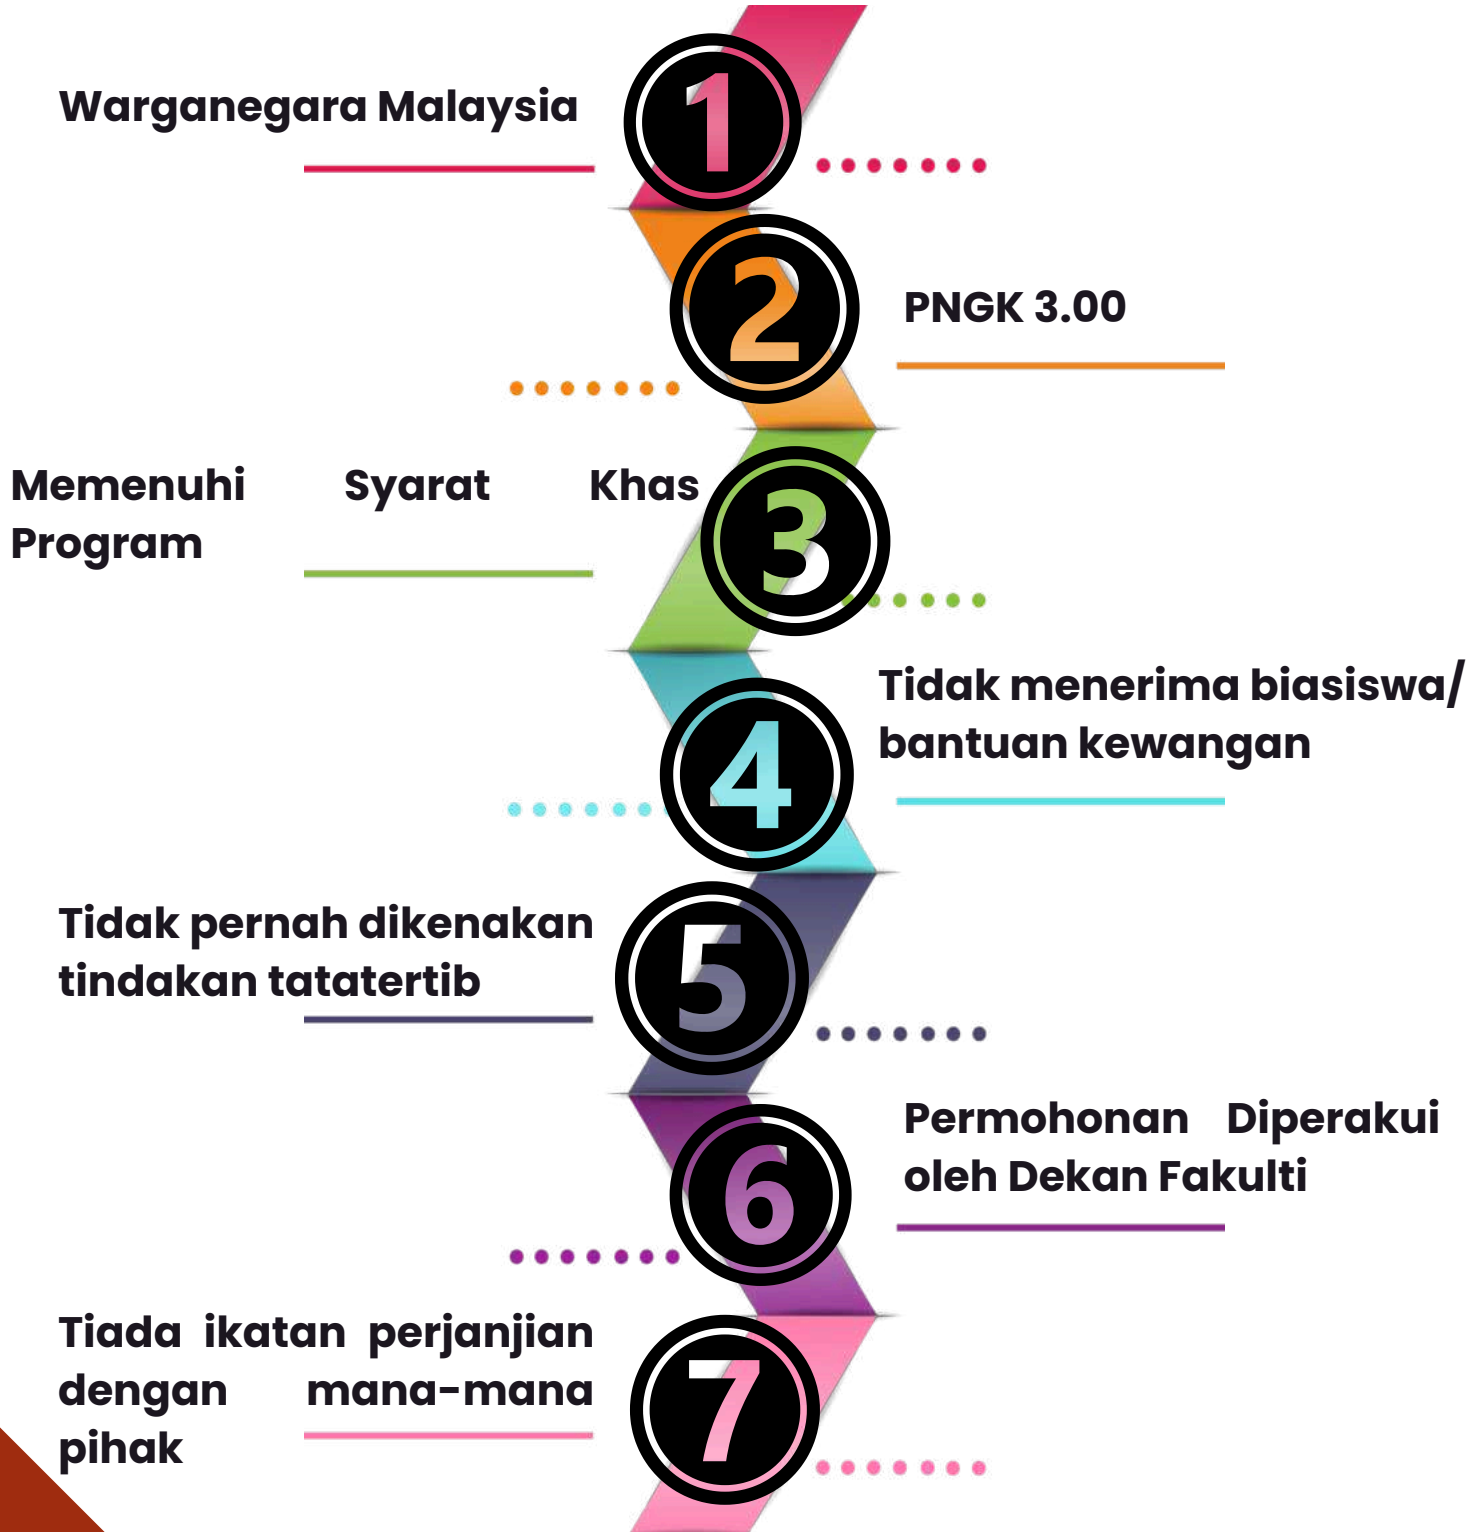 1
Warganegara Malaysia
2
PNGK 3.00
3
Memenuhi Syarat Khas
Program
4
Tidak menerima biasiswa/
bantuan kewangan
5
Tidak pernah dikenakan
tindakan tatatertib
6
Permohonan Diperakui
oleh Dekan Fakulti
7
Tiada ikatan perjanjian
dengan mana-mana
pihak